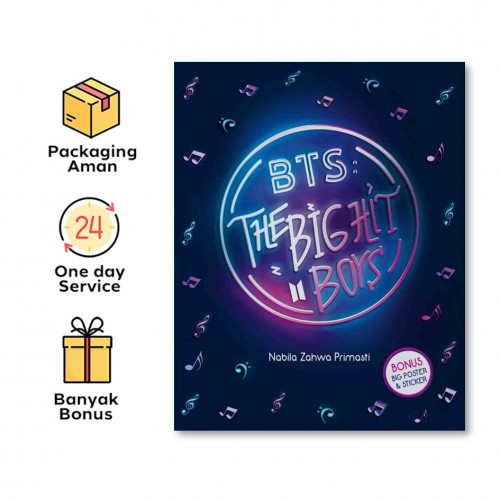 Packaging
Aman
24
One day
Service
Banyak
Bonus
BTS:
THE BIG HIT
BOYS
Nabila Zahwa Primasti
BONUS
BIG POSTER
& STICKER